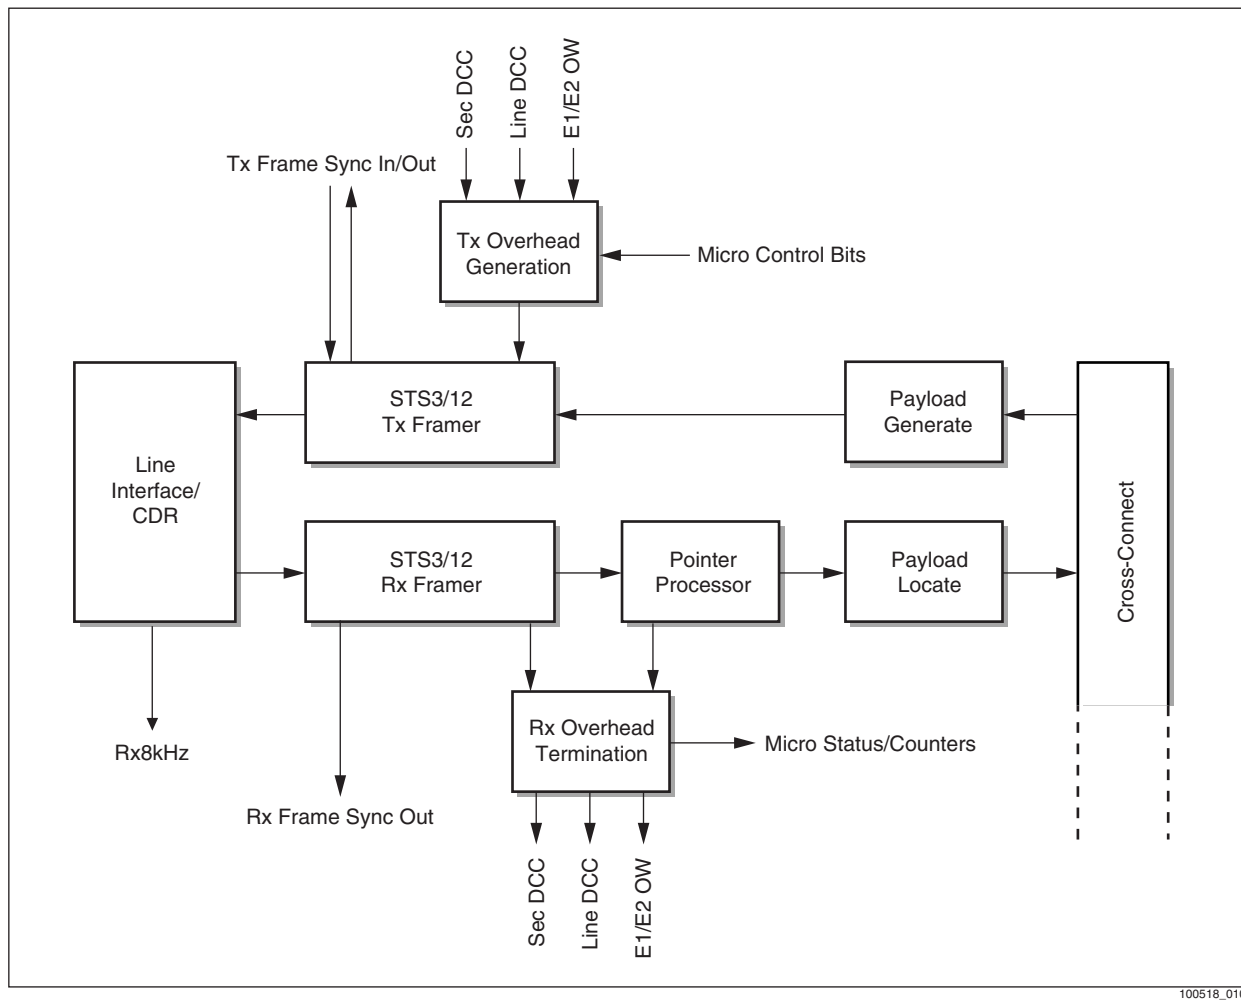 Sec DCC
Line DCC
E1/E2 OW
Tx Frame Sync In/Out
Tx Overhead
Generation
Micro Control Bits
Line
Interface/
CDR
STS3/12
Tx Framer
Payload
Generate
Cross-Connect
STS3/12
Rx Framer
Pointer
Processor
Payload
Locate
Rx8kHz
Rx Frame Sync Out
Rx Overhead
Termination
Micro Status/Counters
Sec DCC
Line DCC
E1/E2 OW
100518_010